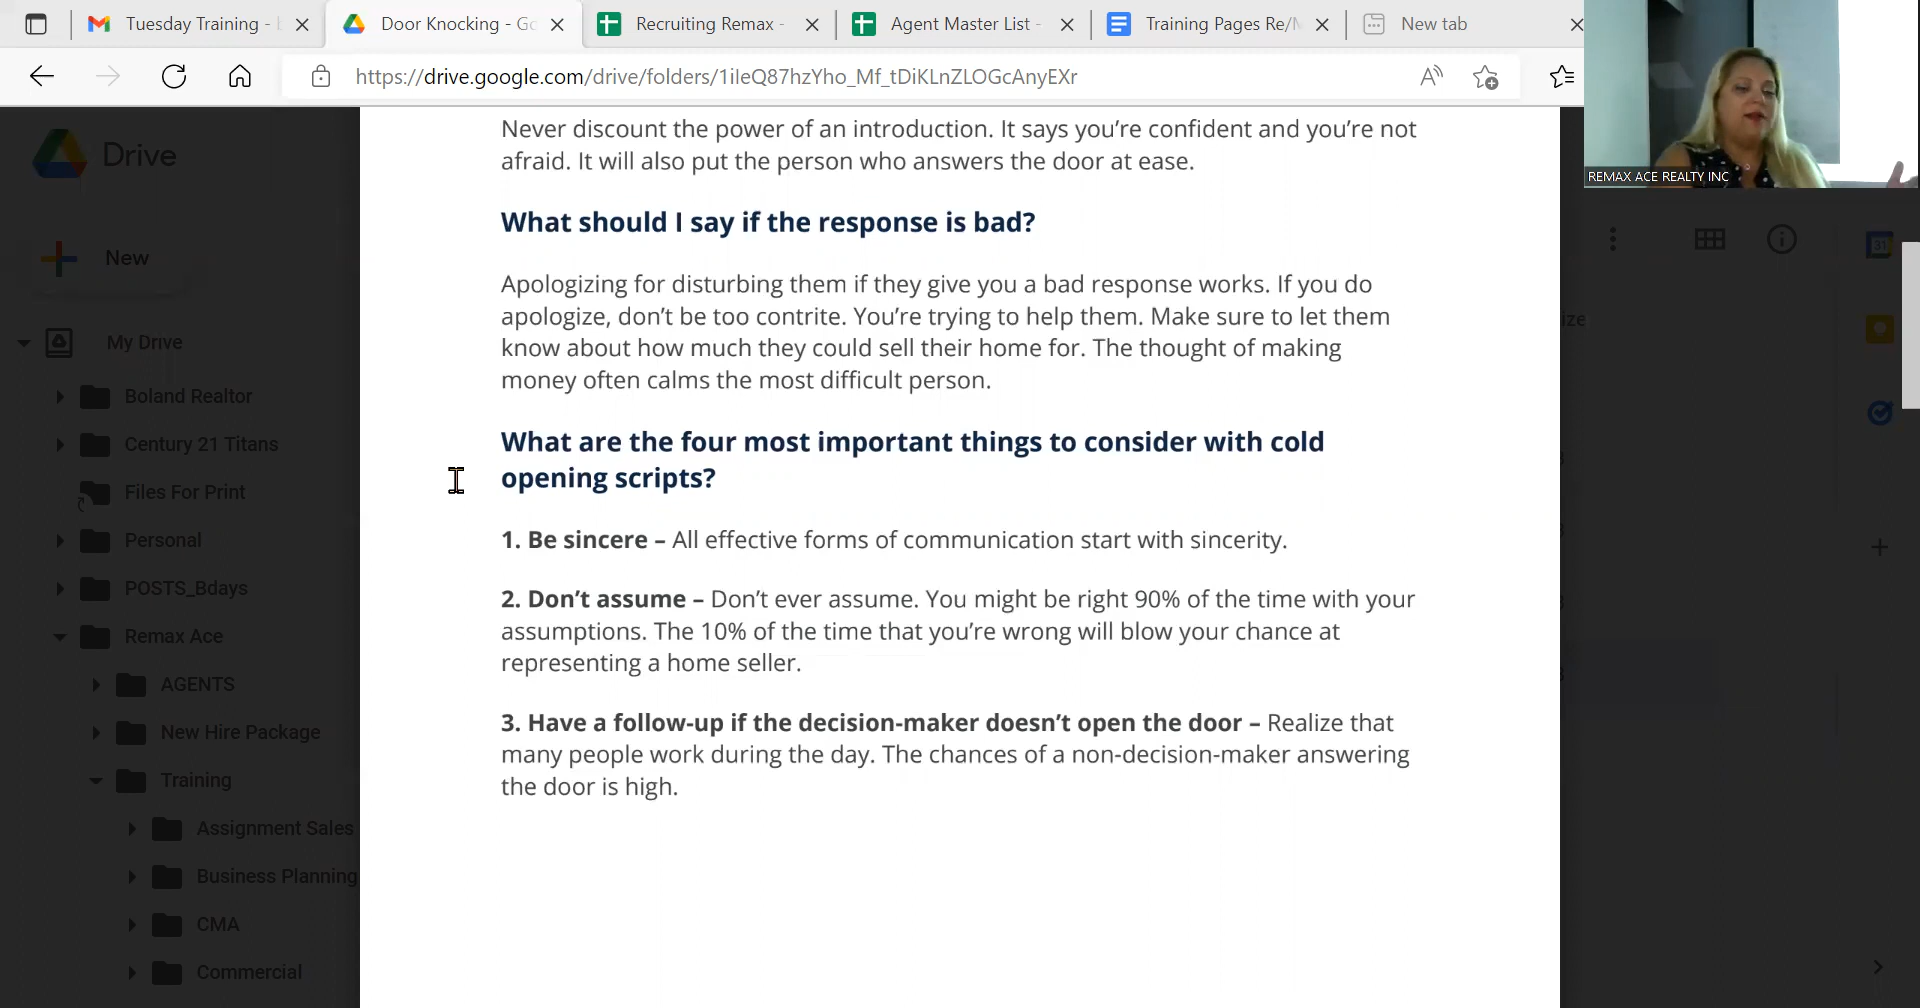 Tuesday Training -
Door Knocking - Go
Recruiting Remax -
Agent Master List -
Training Pages Re/M
New tab
https://drive.google.com/drive/folders/1iIeQ87hzYho_Mf_tDiKLnZLOGcAnyEXr
REMAX ACE REALTY INC
Drive
New
My Drive
Boland Realtor
Century 21 Titans
Files For Print
Personal
POSTS_Bdays
Remax Ace
AGENTS
New Hire Package
Training
Assignment Sales
Business Planning
CMA
Commercial
Never discount the power of an introduction. It says you’re confident and you’re not
afraid. It will also put the person who answers the door at ease.
What should I say if the response is bad?
Apologizing for disturbing them if they give you a bad response works. If you do
apologize, don’t be too contrite. You’re trying to help them. Make sure to let them
know about how much they could sell their home for. The thought of making
money often calms the most difficult person.
What are the four most important things to consider with cold
opening scripts?
1. Be sincere – All effective forms of communication start with sincerity.
2. Don’t assume – Don’t ever assume. You might be right 90% of the time with your
assumptions. The 10% of the time that you’re wrong will blow your chance at
representing a home seller.
3. Have a follow-up if the decision-maker doesn’t open the door – Realize that
many people work during the day. The chances of a non-decision-maker answering
the door is high.
ize
31